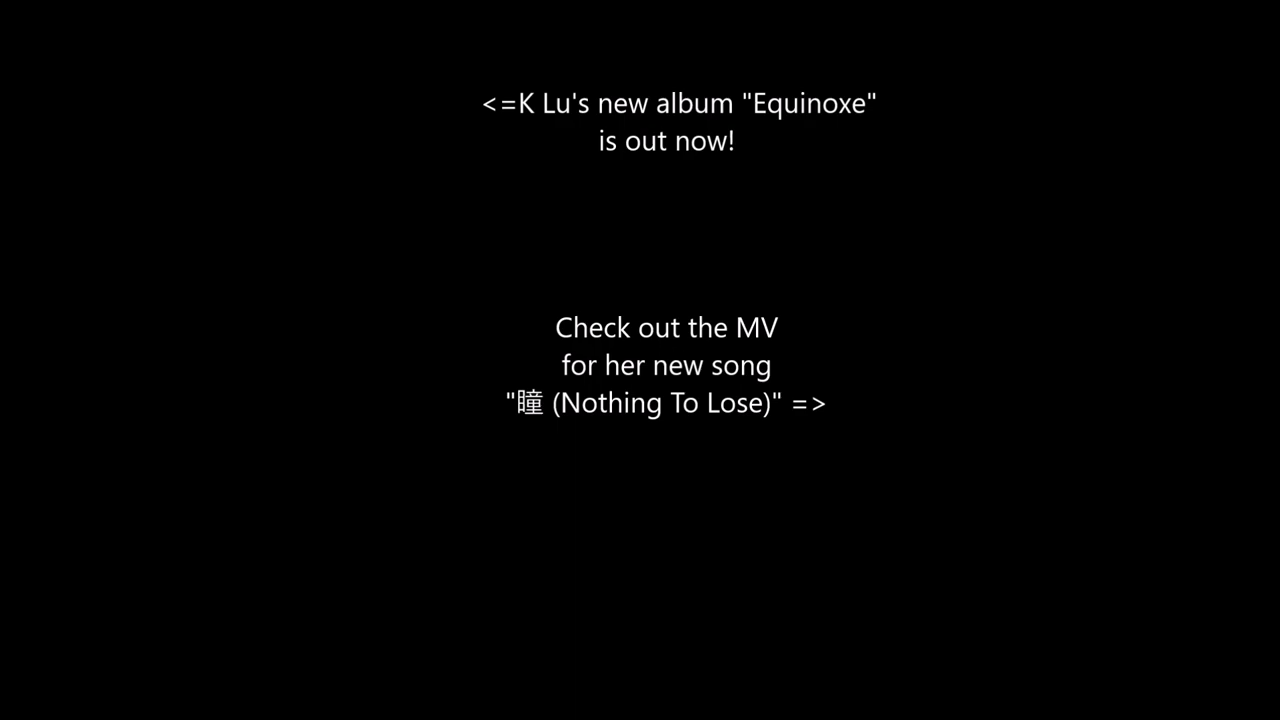 <=K Lu's new album "Equinoxe"
is out now!
Check out the MV
for her new song
"瞳 (Nothing To Lose)" =>